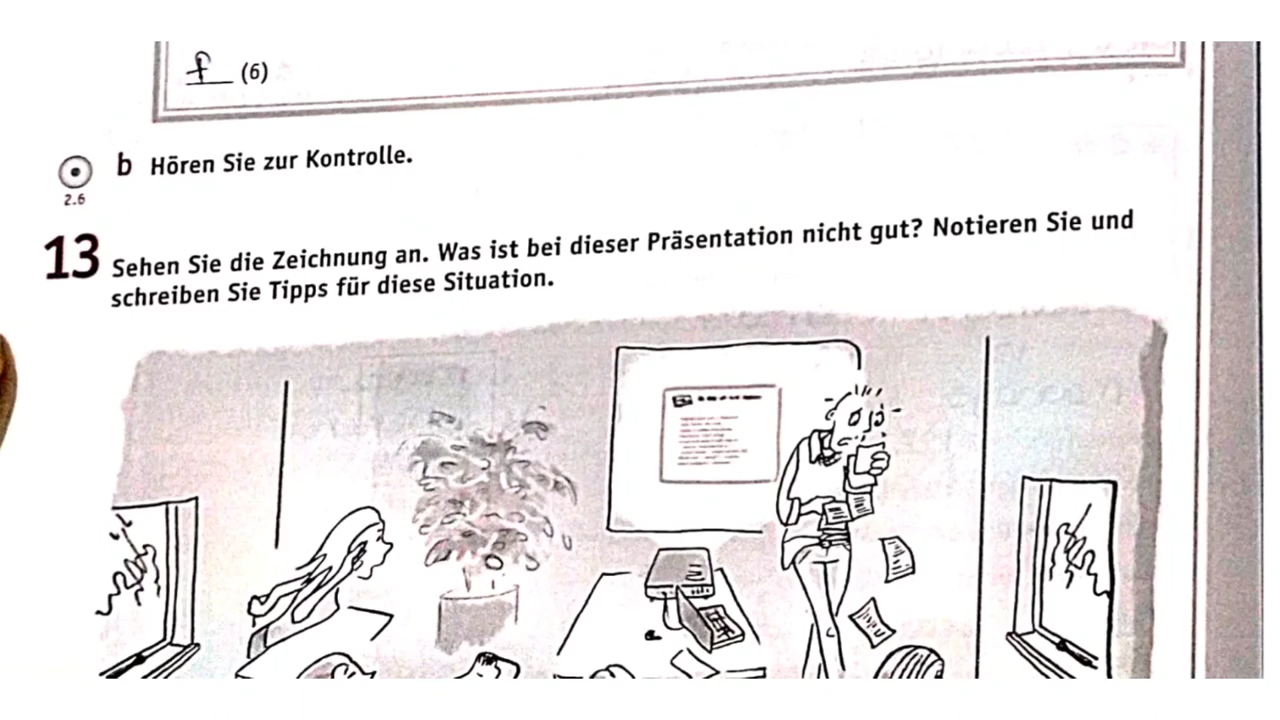 f (6)
b Hören Sie zur Kontrolle.
2.6
13 Sehen Sie die Zeichnung an. Was ist bei dieser Präsentation nicht gut? Notieren Sie und
schreiben Sie Tipps für diese Situation.